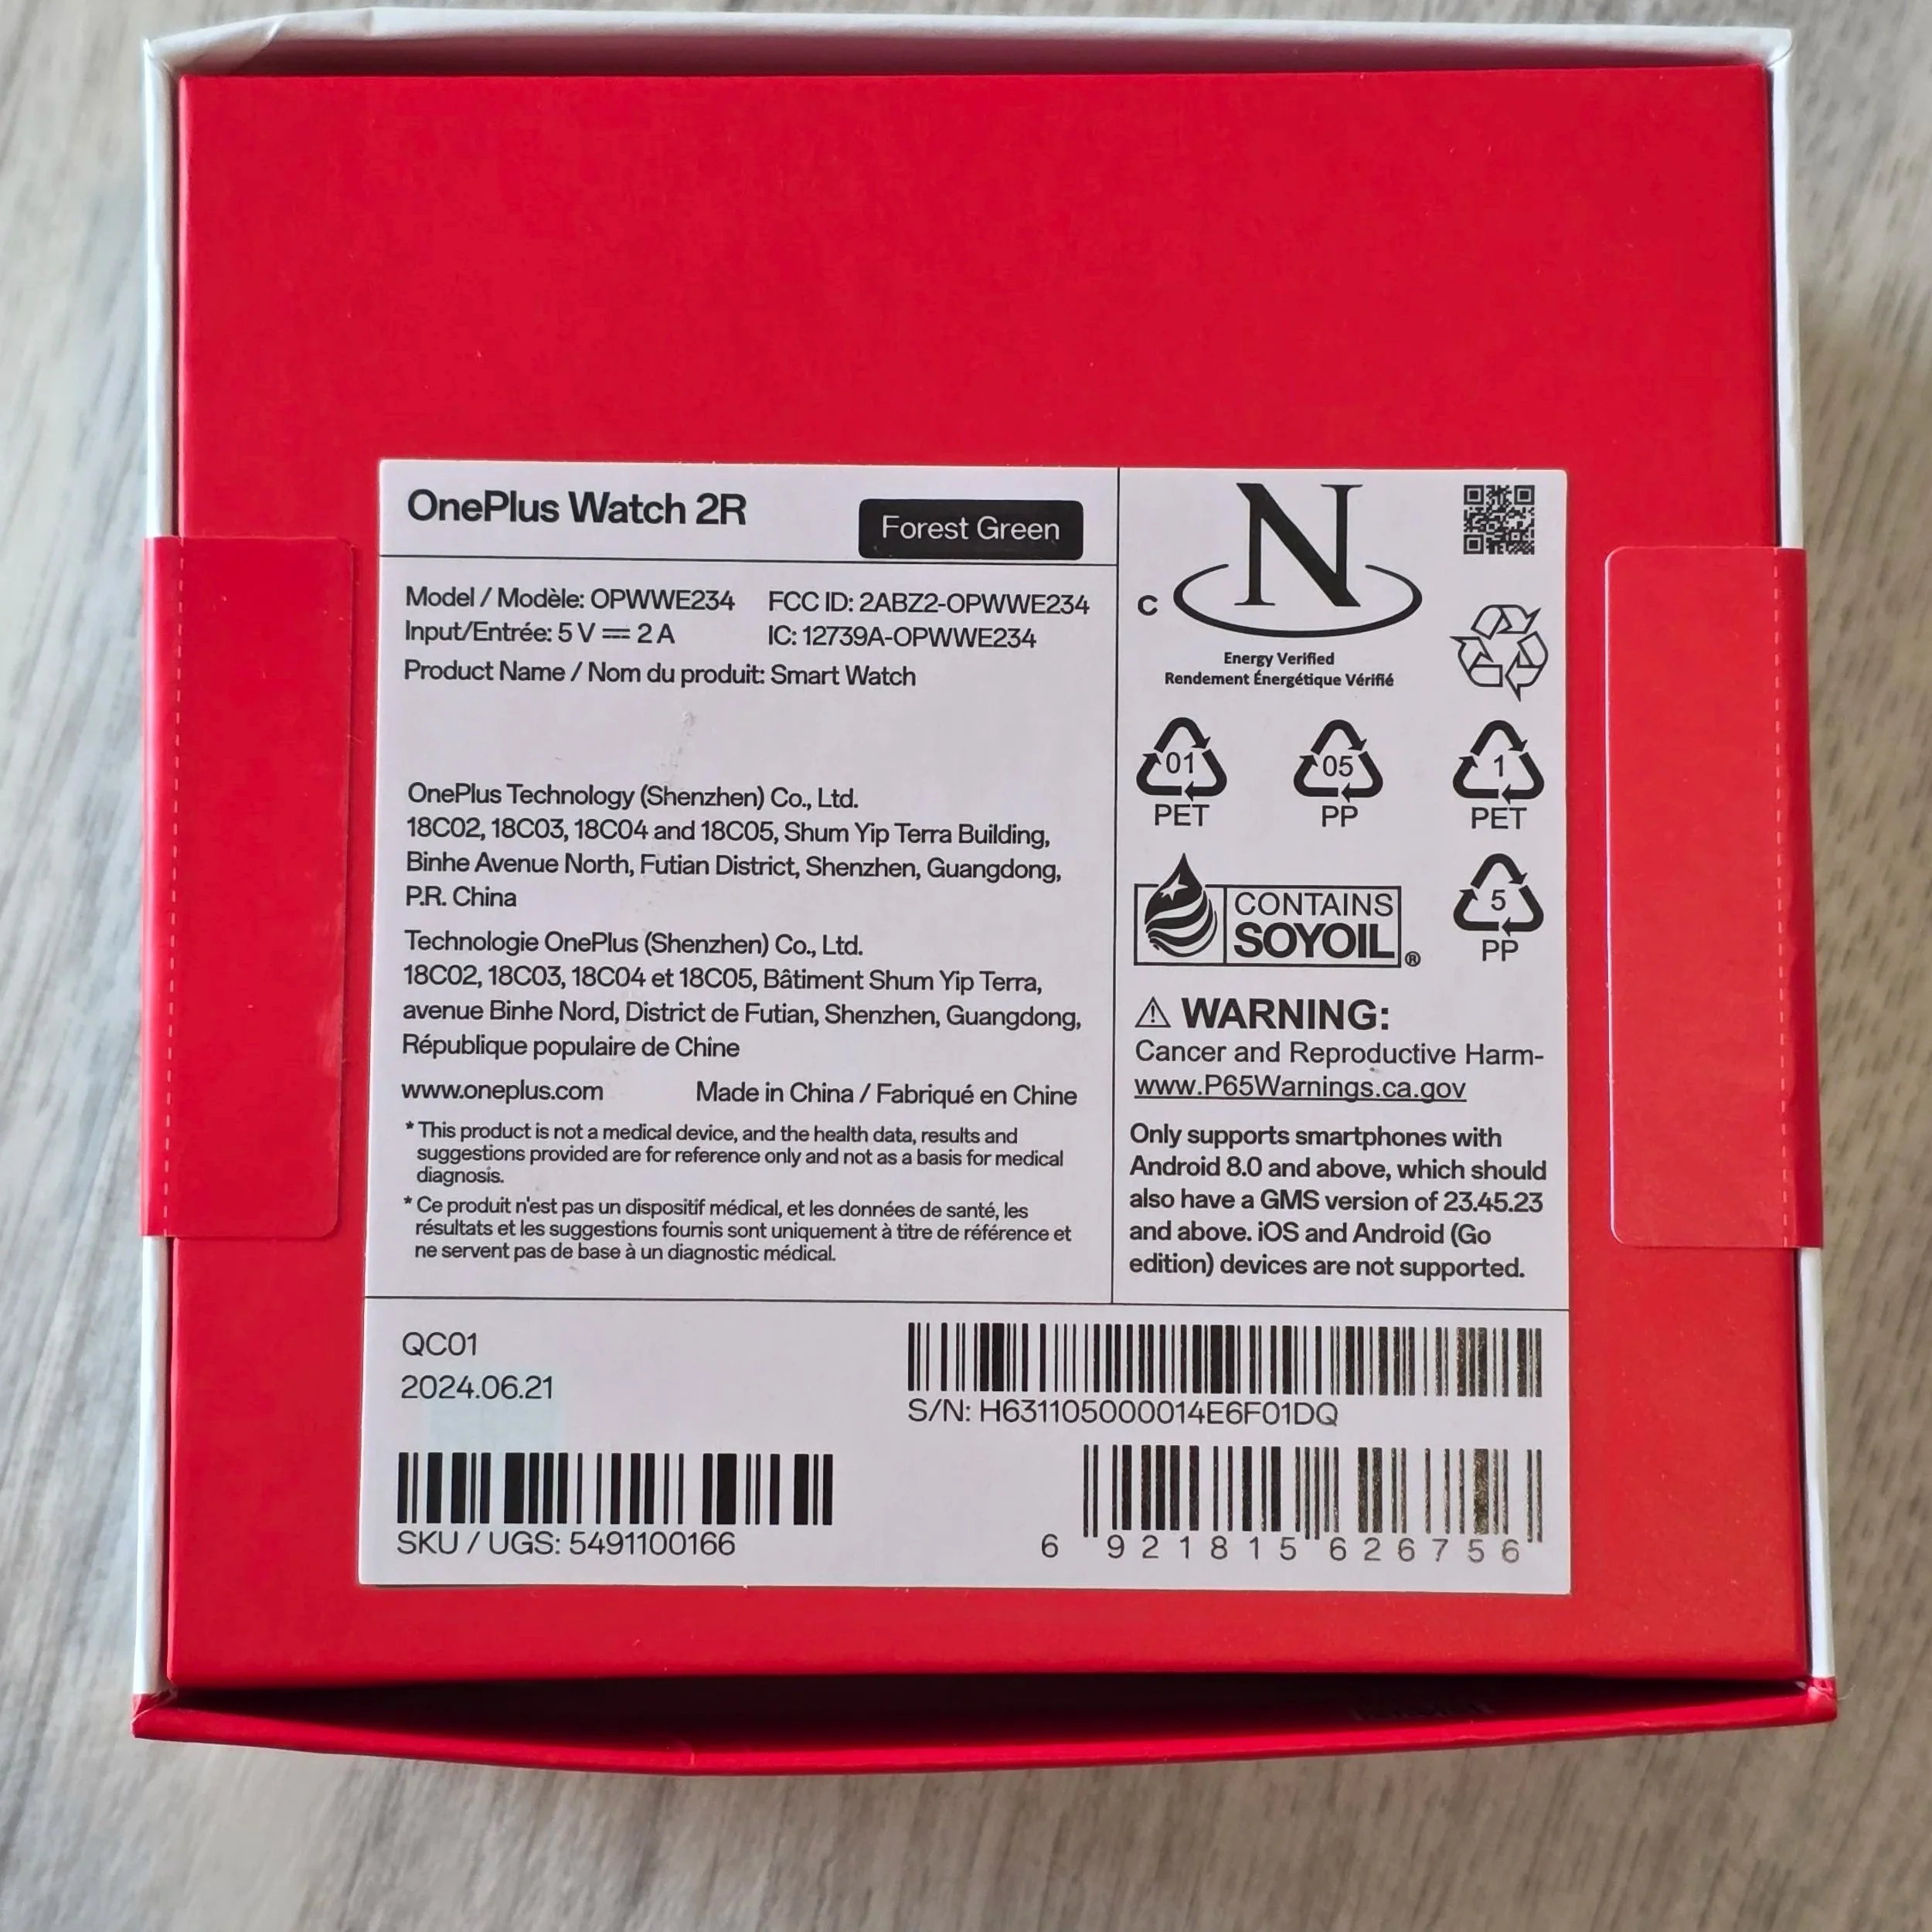 OnePlus Watch 2R
Forest Green
Model / Modèle: OPWWE234
FCC ID: 2ABZ2-OPWWE234
Input/Entrée: 5 V ⎓ 2 A
IC: 12739A-OPWWE234
Product Name / Nom du produit: Smart Watch
OnePlus Technology (Shenzhen) Co., Ltd.
18C02, 18C03, 18C04 and 18C05, Shum Yip Terra Building,
Binhe Avenue North, Futian District, Shenzhen, Guangdong,
P.R. China
Technologie OnePlus (Shenzhen) Co., Ltd.
18C02, 18C03, 18C04 et 18C05, Bâtiment Shum Yip Terra,
avenue Binhe Nord, District de Futian, Shenzhen, Guangdong,
République populaire de Chine
www.oneplus.com
Made in China / Fabriqué en Chine
* This product is not a medical device, and the health data, results and
suggestions provided are for reference only and not as a basis for medical
diagnosis.
* Ce produit n'est pas un dispositif médical, et les données de santé, les
résultats et les suggestions fournis sont uniquement à titre de référence et
ne servent pas de base à un diagnostic médical.
C
N
Energy Verified
Rendement Énergétique Vérifié
01
PET
05
PP
1
PET
CONTAINS
SOYOIL®
5
PP
⚠ WARNING:
Cancer and Reproductive Harm-
www.P65Warnings.ca.gov
Only supports smartphones with
Android 8.0 and above, which should
also have a GMS version of 23.45.23
and above. iOS and Android (Go
edition) devices are not supported.
QC01
2024.06.21
S/N: H631105000014E6F01DQ
SKU / UGS: 5491100166
6 921815 626756